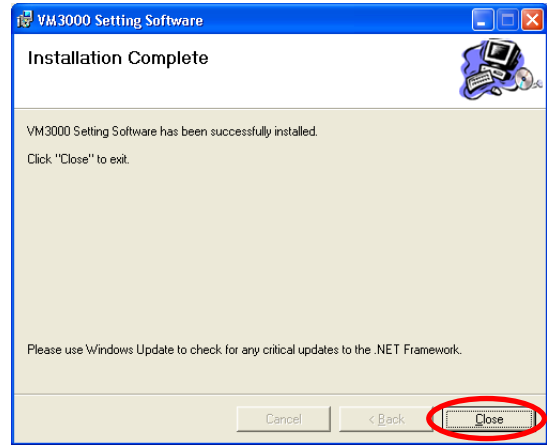 VM3000 Setting Software
Installation Complete
VM3000 Setting Software has been successfully installed.
Click "Close" to exit.
Please use Windows Update to check for any critical updates to the .NET Framework.
Cancel < Back Close